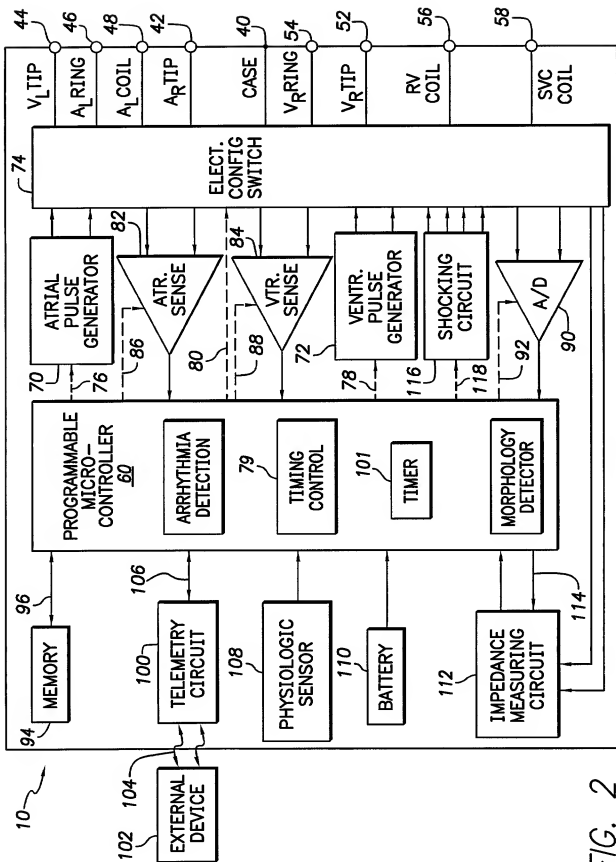 10
102
EXTERNAL
DEVICE
104
94
MEMORY
96
100
TELEMETRY
CIRCUIT
106
108
PHYSIOLOGIC
SENSOR
110
BATTERY
112
IMPEDANCE
MEASURING
CIRCUIT
114
PROGRAMMABLE
MICRO-
CONTROLLER
60
ARRHYTHMIA
DETECTION
79
TIMING
CONTROL
101
TIMER
MORPHOLOGY
DETECTOR
70
ATRIAL
PULSE
GENERATOR
76
82
ATR. SENSE
86
80
84
VTR. SENSE
88
72
VENTR.
PULSE
GENERATOR
78
116
SHOCKING
CIRCUIT
118
A/D
90
92
74
ELECT.
CONFIG
SWITCH
VLTIP
44
ALRING
46
ALCOIL
48
ARTIP
42
CASE
40
VRRING
54
VRTIP
52
RV
COIL
56
SVC
COIL
58
FIG. 2